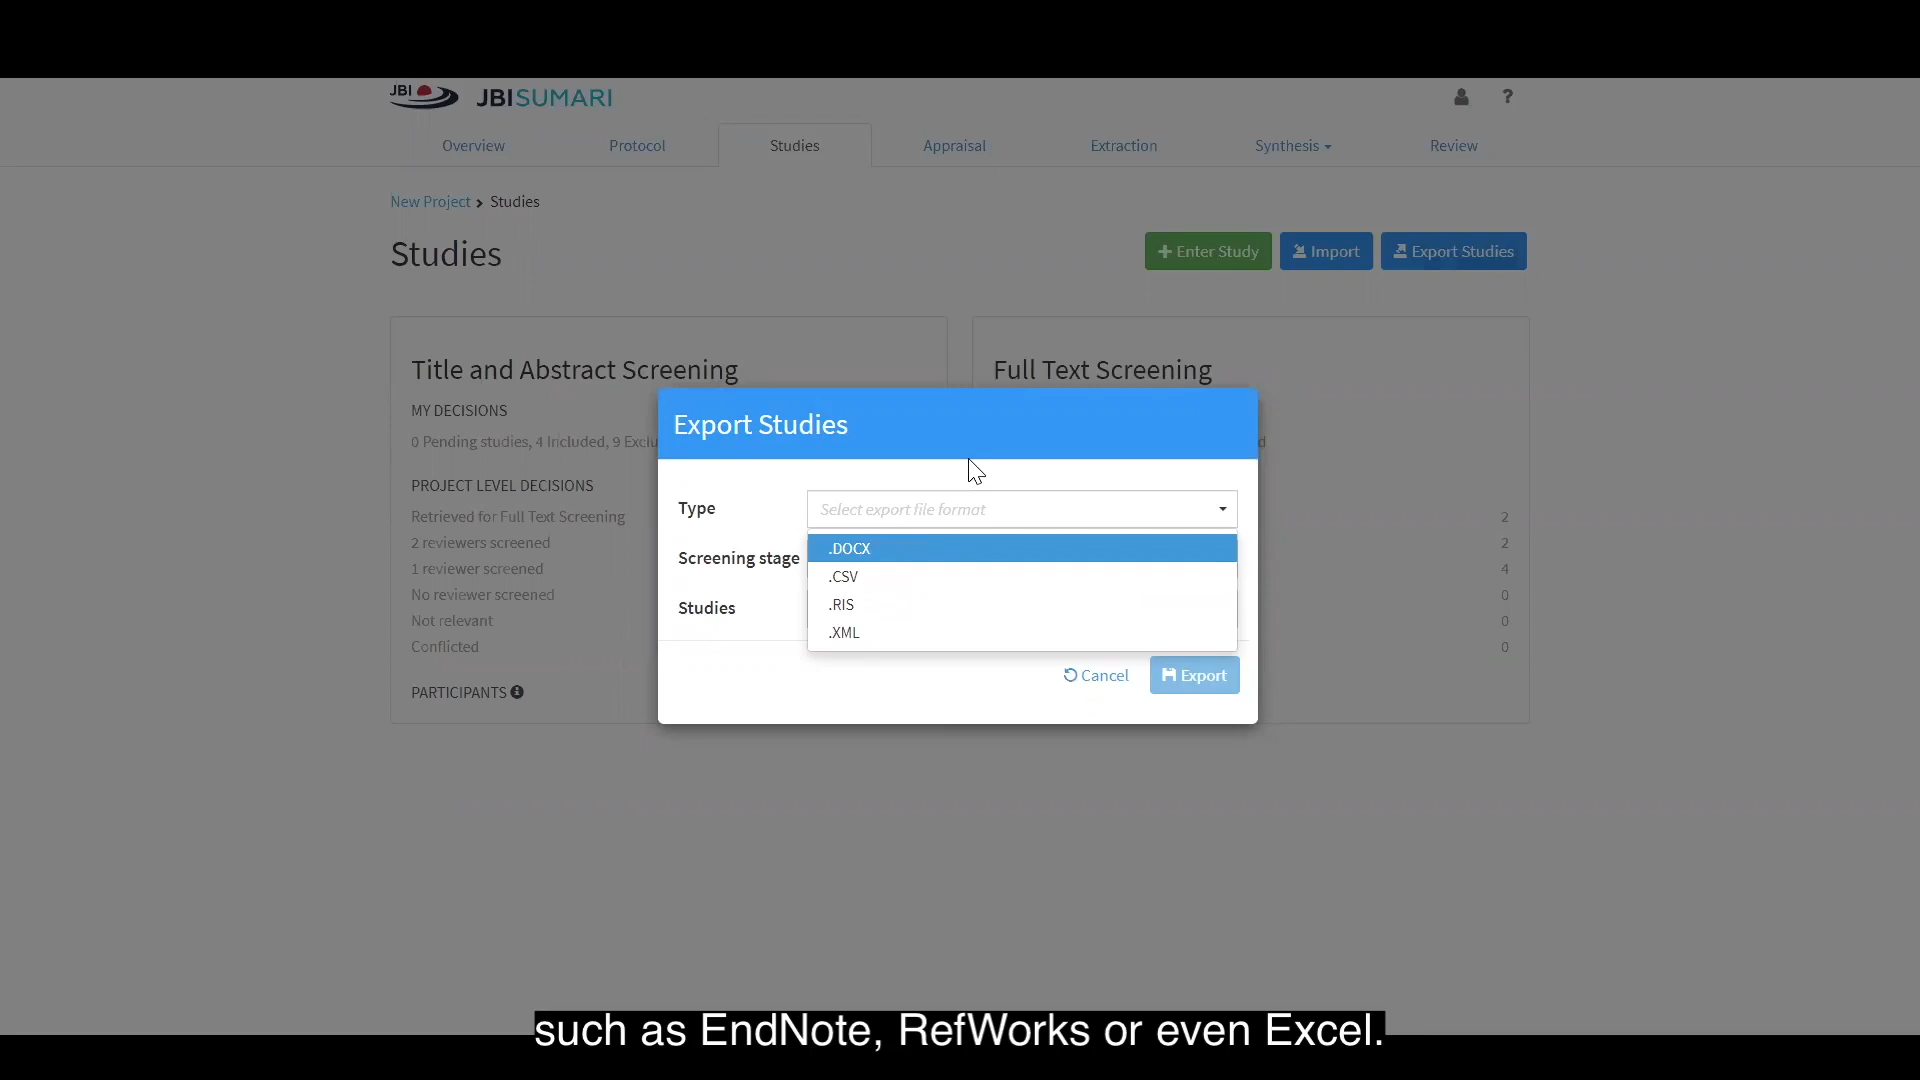 JBI JBISUMARI
?
Overview Protocol Studies Appraisal Extraction Synthesis Review
New Project Studies
Studies
Enter Study Import Export Studies
Title and Abstract Screening
MY DECISIONS
0 Pending studies, 4 Included, 9 Exclu
PROJECT LEVEL DECISIONS
Retrieved for Full Text Screening
2 reviewers screened
1 reviewer screened
No reviewer screened
Not relevant
Conflicted
PARTICIPANTS
Full Text Screening
d
2
2
4
0
0
0
Export Studies
Type Select export file format
.DOCX
Screening stage
.CSV
.RIS
Studies
.XML
Cancel Export
such as EndNote, RefWorks or even Excel.